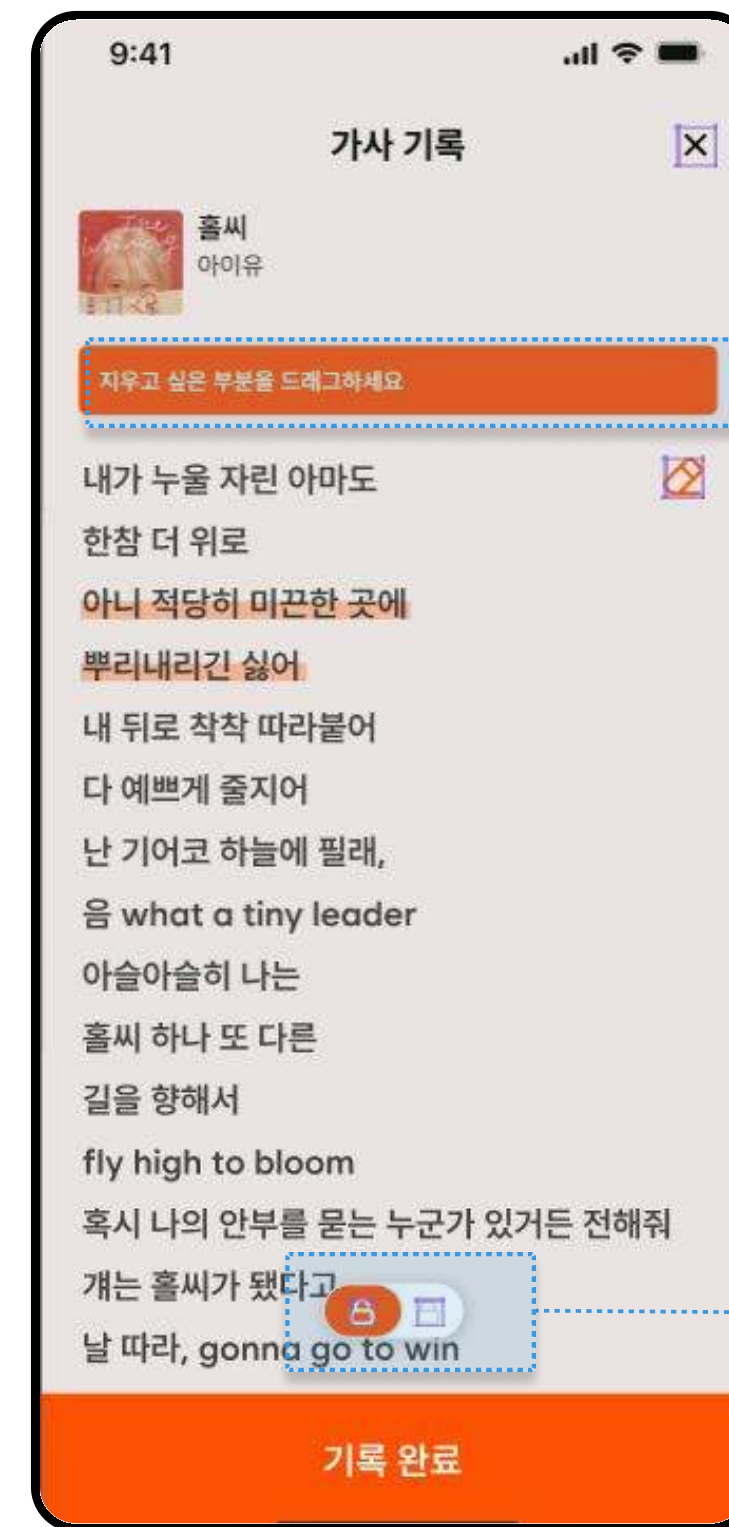 9:41
가사 기록
홀씨
아이유
지우고 싶은 부분을 드래그하세요
내가 누울 자린 아마도
한참 더 위로
아니 적당히 미끈한 곳에
뿌리내리긴 싫어
내 뒤로 착착 따라붙어
다 예쁘게 줄지어
난 기어코 하늘에 필래,
음 what a tiny leader
아슬아슬히 나는
홀씨 하나 또 다른
길을 향해서
fly high to bloom
혹시 나의 안부를 묻는 누군가 있거든 전해줘
걔는 홀씨가 됐다고
날 따라, gonna go to win
기록 완료